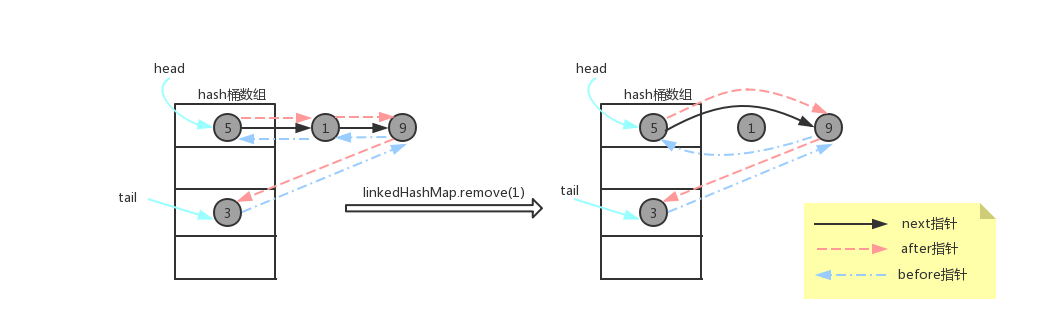 head
hash桶数组
5
1
9
tail
3
linkedHashMap.remove(1)
head
hash桶数组
5
1
9
tail
3
next指针
after指针
before指针